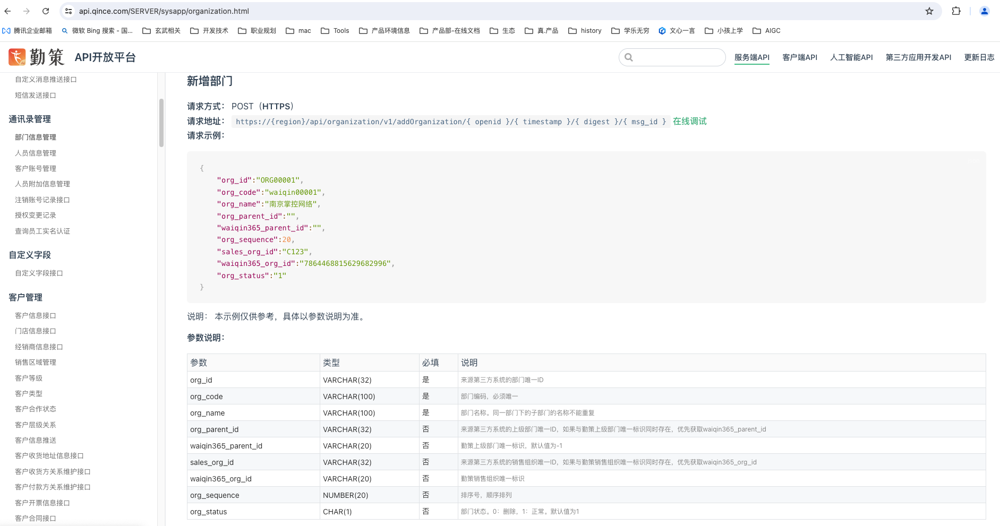 api.qince.com/SERVER/sysapp/organization.html
腾讯企业邮箱 微软 Bing 搜索 - 国... 玄武相关 开发技术 职业规划 mac Tools 产品环境信息 产品部-在线文档 生态 真.产品 history 学乐无穷 文心一言 小孩上学 AIGC
勤策 API开放平台 服务端API 客户端API 人工智能API 第三方应用开发API 更新日志
自定义消息推送接口
短信发送接口
通讯录管理
部门信息管理
人员信息管理
客户账号管理
人员附加信息管理
注销账号记录接口
授权变更记录
查询员工实名认证
自定义字段
自定义字段接口
客户管理
客户信息接口
门店信息接口
经销商信息接口
销售区域管理
客户等级
客户类型
客户合作状态
客户层级关系
客户信息推送
客户收货地址信息接口
客户收货方关系维护接口
客户付款方关系维护接口
客户开票信息接口
客户合同接口
新增部门
请求方式： POST（HTTPS）
请求地址： https://{region}/api/organization/v1/addOrganization/{ openid }/{ timestamp }/{ digest }/{ msg_id } 在线调试
请求示例：
{
"org_id":"ORG00001",
"org_code":"waiqin00001",
"org_name":"南京掌控网络",
"org_parent_id":"",
"waiqin365_parent_id":"",
"org_sequence":20,
"sales_org_id":"C123",
"waiqin365_org_id":"7864468815629682996",
"org_status":"1"
}
说明： 本示例仅供参考，具体以参数说明为准。
参数说明：
参数 类型 必填 说明
org_id VARCHAR(32) 是 来源第三方系统的部门唯一ID
org_code VARCHAR(100) 是 部门编码，必须唯一
org_name VARCHAR(100) 是 部门名称。同一部门下的子部门的名称不能重复
org_parent_id VARCHAR(32) 否 来源第三方系统的上级部门唯一ID，如果与勤策上级部门唯一标识同时存在，优先获取waiqin365_parent_id
waiqin365_parent_id VARCHAR(20) 否 勤策上级部门唯一标识，默认值为-1
sales_org_id VARCHAR(32) 否 来源第三方系统的销售组织唯一ID，如果与勤策销售组织唯一标识同时存在，优先获取waiqin365_org_id
waiqin365_org_id VARCHAR(20) 否 勤策销售组织唯一标识
org_sequence NUMBER(20) 否 排序号，顺序排列
org_status CHAR(1) 否 部门状态。0：删除，1：正常。默认值为1